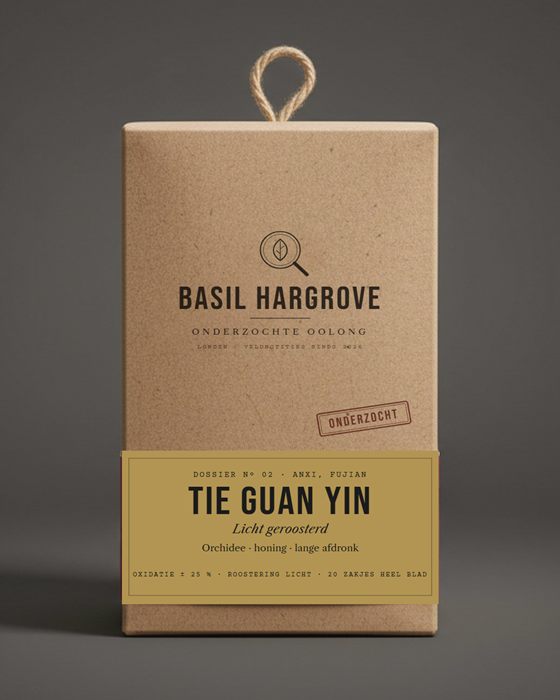 BASIL HARGROVE
ONDERZOCHTE OOLONG
LONDEN
ONDERZOCHT
DOSSIER Nº 02 · ANXI, FUJIAN
TIE GUAN YIN
Licht geroosterd
Orchidee · honing · lange afdronk
OXIDATIE ± 25 % · ROOSTERING LICHT · 20 ZAKJES HEEL BLAD